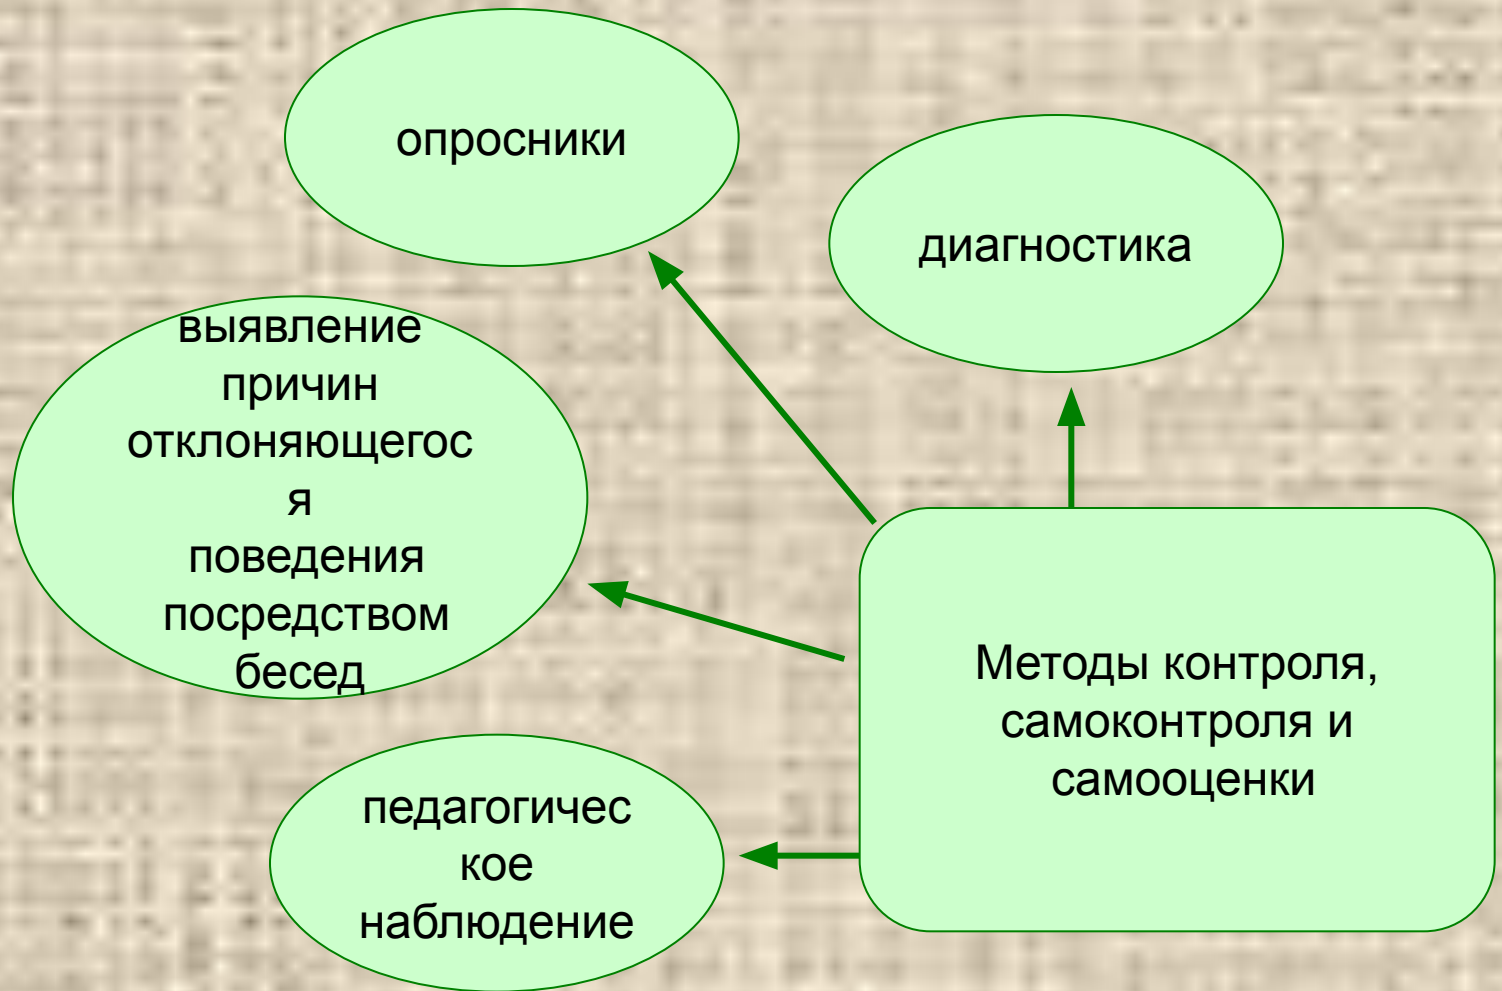 опросники
диагностика
выявление
причин
отклоняющегос
я
поведения
посредством
бесед
Методы контроля,
самоконтроля и
самооценки
педагогичес
кое
наблюдение